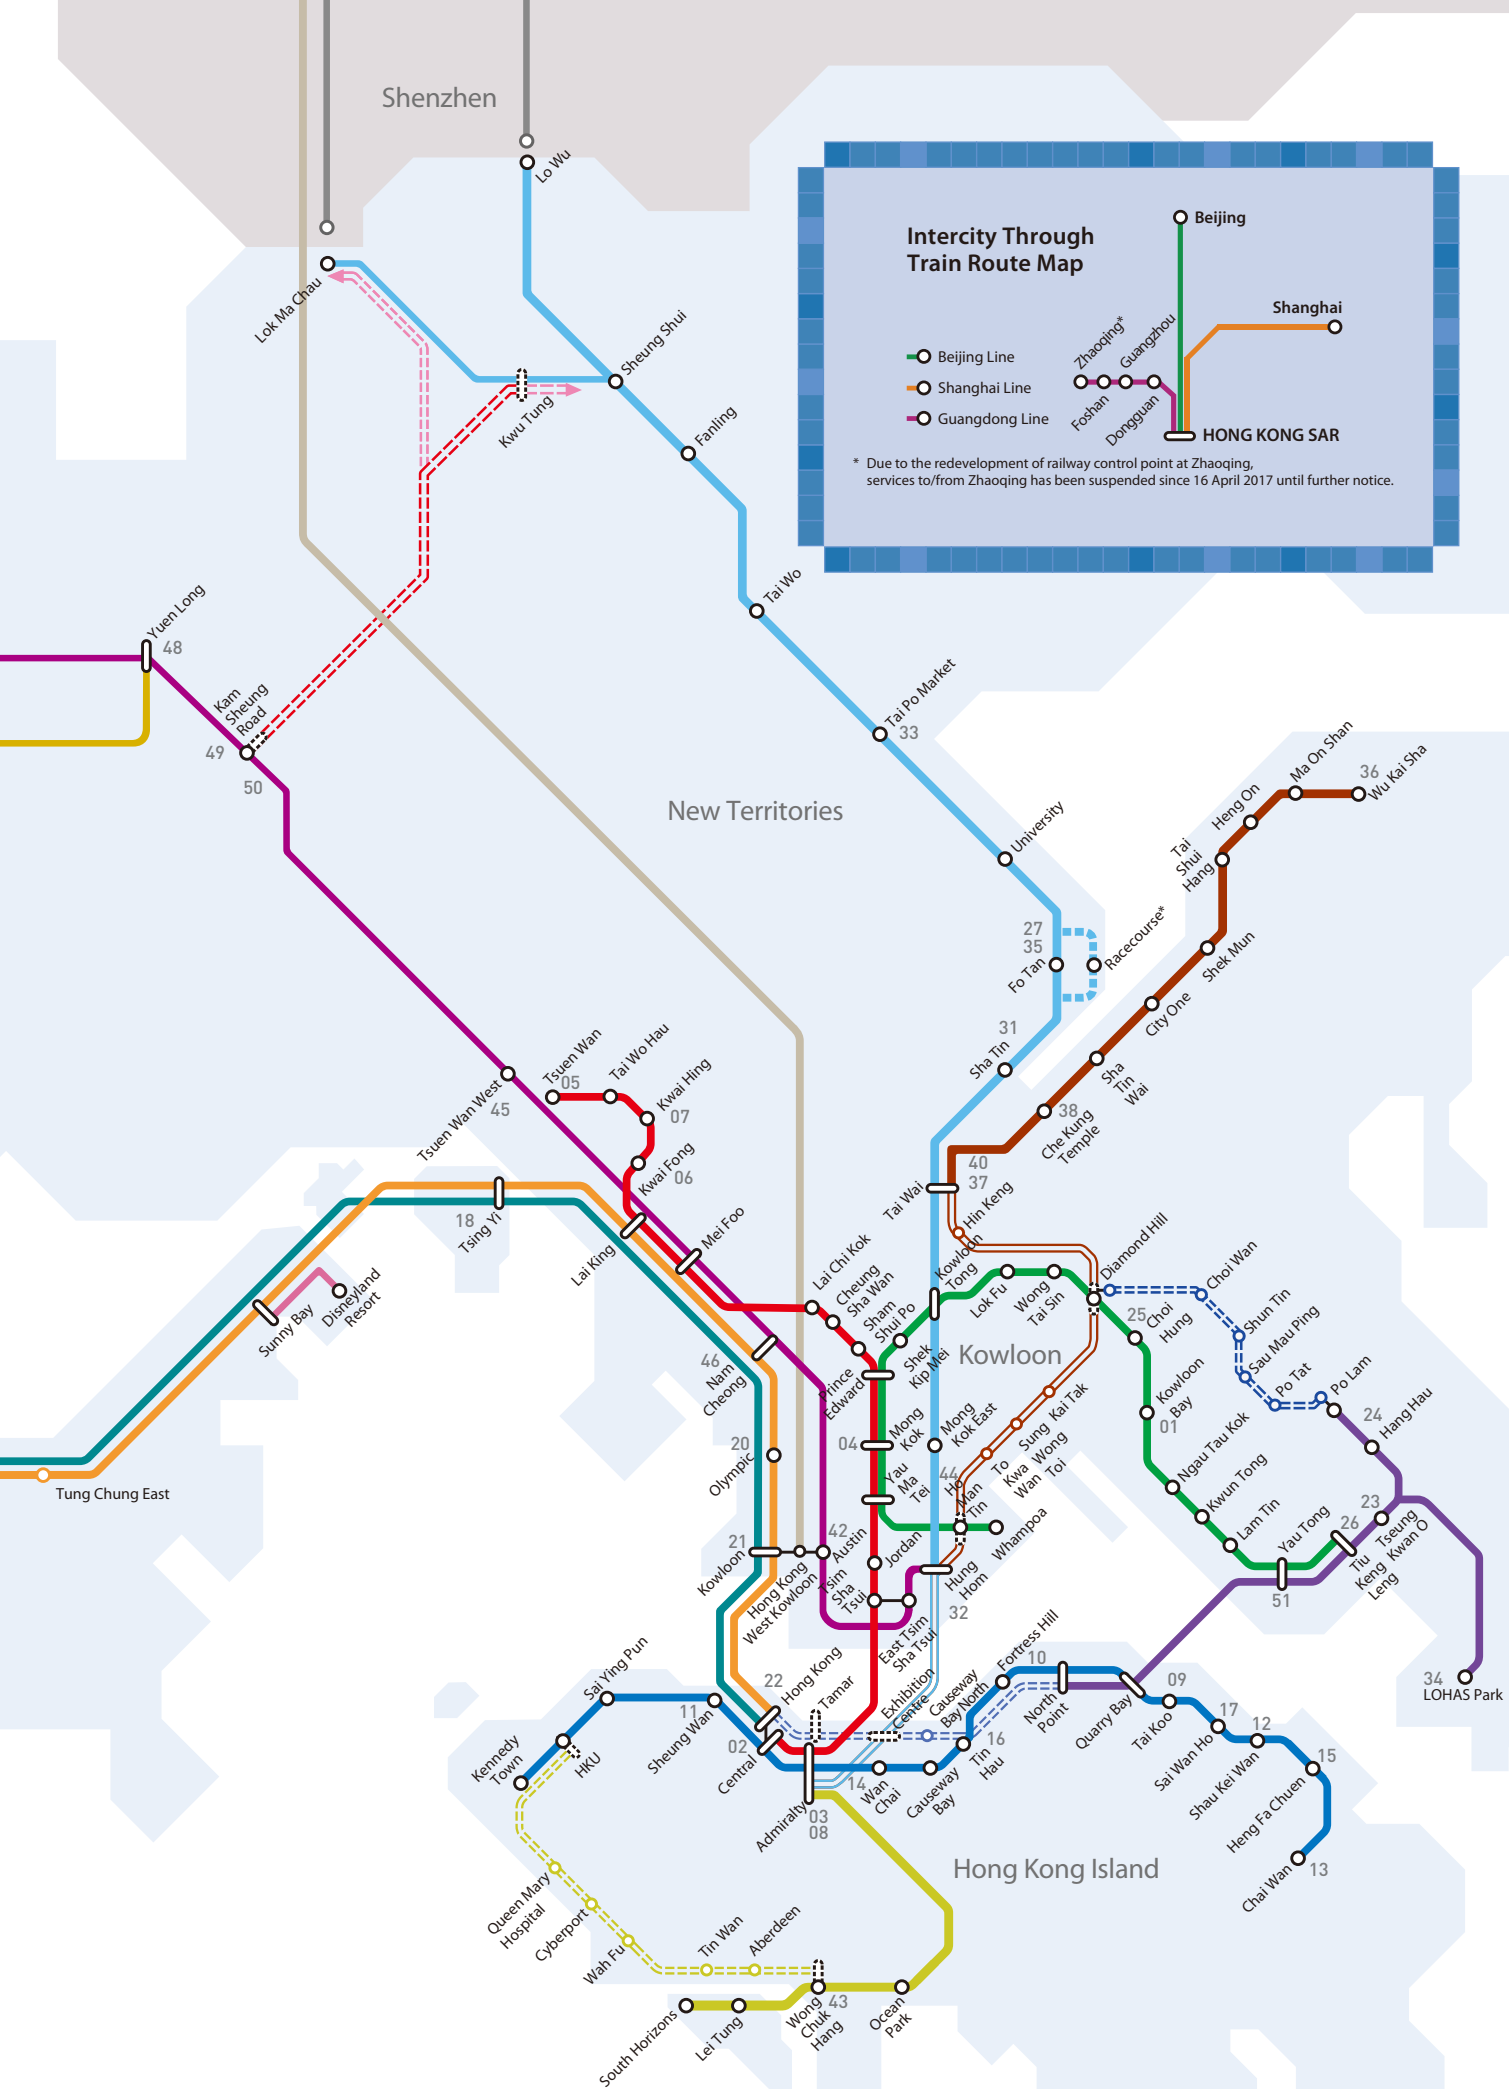 Shenzhen
Lo Wu
Lok Ma Chau
Sheung Shui
Kwu Tung
Fanling
Intercity Through
Train Route Map
Beijing
Shanghai
Zhaoqing*
Guangzhou
Foshan
Dongguan
Beijing Line
Shanghai Line
Guangdong Line
HONG KONG SAR
* Due to the redevelopment of railway control point at Zhaoqing,
services to/from Zhaoqing has been suspended since 16 April 2017 until further notice.
Tai Wo
Yuen Long
48
Kam
Sheung
Road
49
50
Tai Po Market
33
New Territories
Ma On Shan
36
Wu Kai Sha
Heng On
Tai
Shui
Hang
University
27
35
Fo Tan
Racecourse*
Shek Mun
City One
31
Sha Tin
Sha
Tin
Wai
38
Che Kung
Temple
Tsuen Wan West
45
Tsuen Wan
05
Tai Wo Hau
Kwai Hing
07
Kwai Fong
06
40
37
Tai Wai
Hin Keng
18
Tsing Yi
Lai King
Mei Foo
Lai Chi Kok
Cheung
Sha Wan
Sham
Shui Po
Kowloon
Tong
Lok Fu
Wong
Tai Sin
Diamond Hill
Choi Wan
Shun Tin
Sau Mau Ping
Po Tat
Po Lam
25
Choi
Hung
Sunny Bay
Disneyland
Resort
46
Nam
Cheong
Prince
Edward
Shek
Kip Mei
Kowloon
Kowloon
Bay
01
24
Hang Hau
20
Olympic
04
Mong
Kok
Mong
Kok East
Yau
Ma
Tei
44
Ho
Man
Tin
Kai Tak
Sung
Wong
Toi
To
Kwa
Wan
Ngau Tau Kok
Kwun Tong
Lam Tin
Yau Tong
26
23
Tseung
Kwan O
Tiu
Keng
Leng
51
Tung Chung East
21
Kowloon
Hong Kong
West Kowloon
42
Austin
Jordan
Whampoa
Tsim
Sha
Tsui
Hung
Hom
32
East Tsim
Sha Tsui
34
LOHAS Park
Sai Ying Pun
22
Hong Kong
Tamar
Exhibition
Centre
Causeway
Bay North
Fortress Hill
10
North
Point
Quarry Bay
09
Tai Koo
17
Sai Wan Ho
12
Shau Kei Wan
15
Heng Fa Chuen
Chai Wan
13
Kennedy
Town
HKU
11
Sheung Wan
02
Central
Admiralty
03
08
14
Wan
Chai
Causeway
Bay
16
Tin
Hau
Hong Kong Island
Queen Mary
Hospital
Cyberport
Wah Fu
Tin Wan
Aberdeen
South Horizons
Lei Tung
Wong
Chuk
Hang
43
Ocean
Park